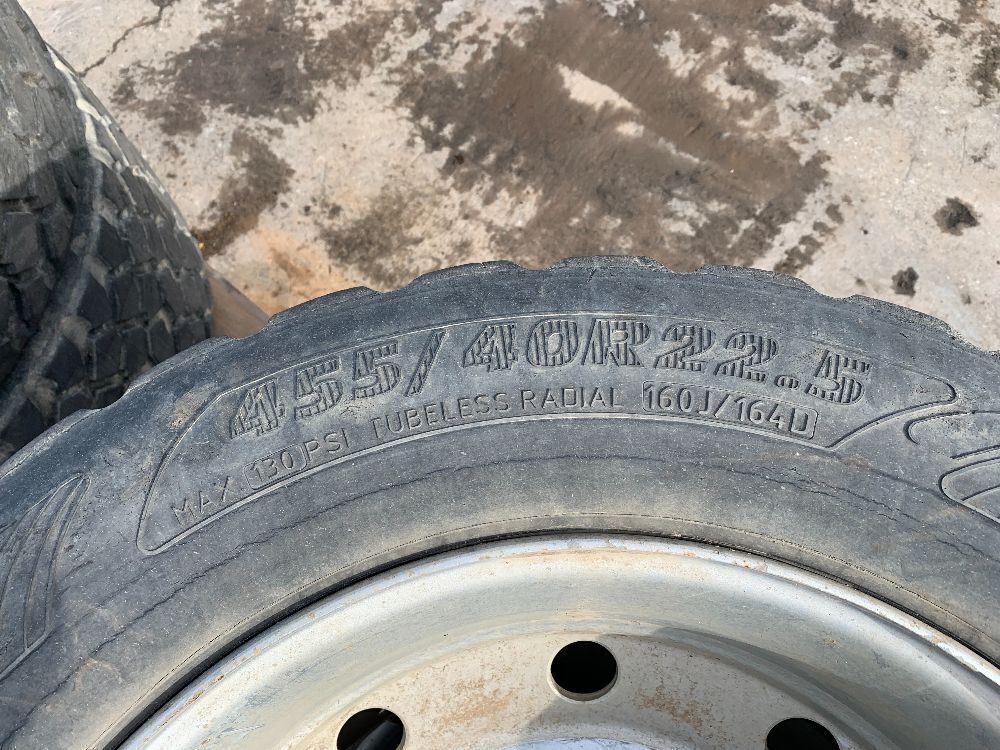 455/40R22.5
MAX 130 PSI TUBELESS RADIAL 160J/164D